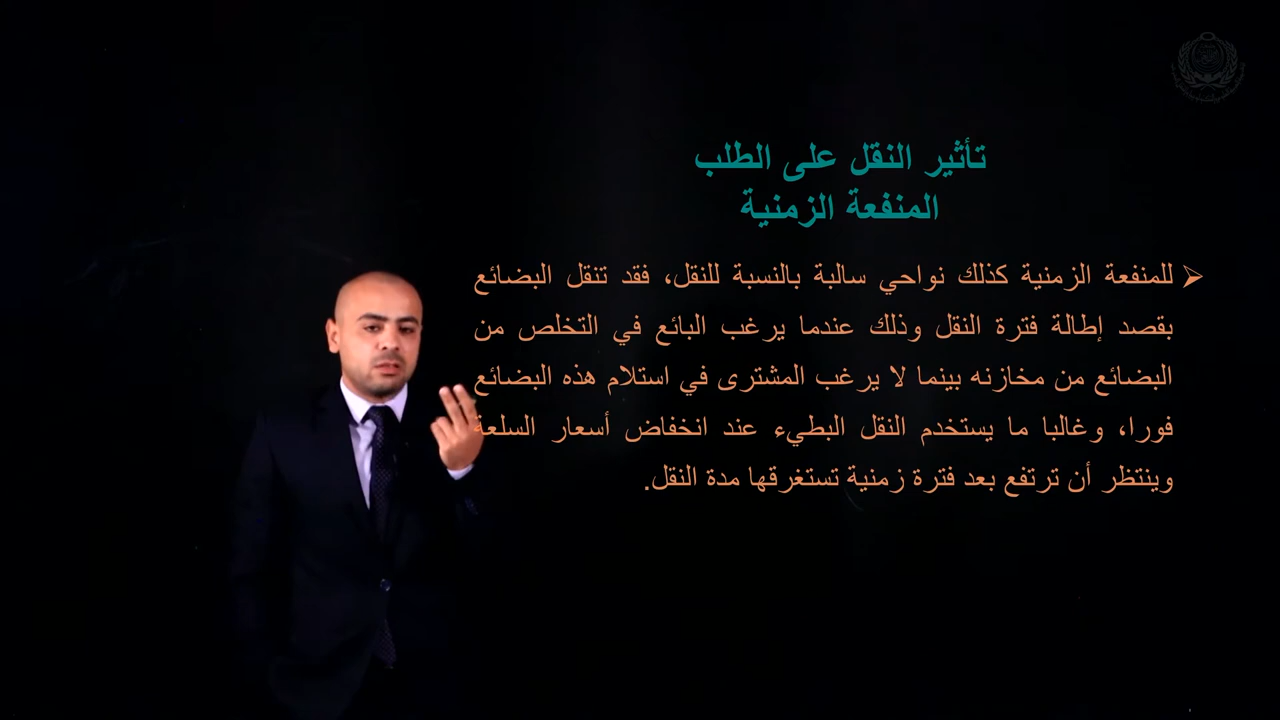 تأثير النقل على الطلب
المنفعة الزمنية
للمنفعة الزمنية كذلك نواحي سالبة بالنسبة للنقل، فقد تنقل البضائع
بقصد إطالة فترة النقل وذلك عندما يرغب البائع في التخلص من
البضائع من مخازنه بينما لا يرغب المشترى في استلام هذه البضائع
فورا، وغالبا ما يستخدم النقل البطيء عند انخفاض أسعار السلعة
وينتظر أن ترتفع بعد فترة زمنية تستغرقها مدة النقل.